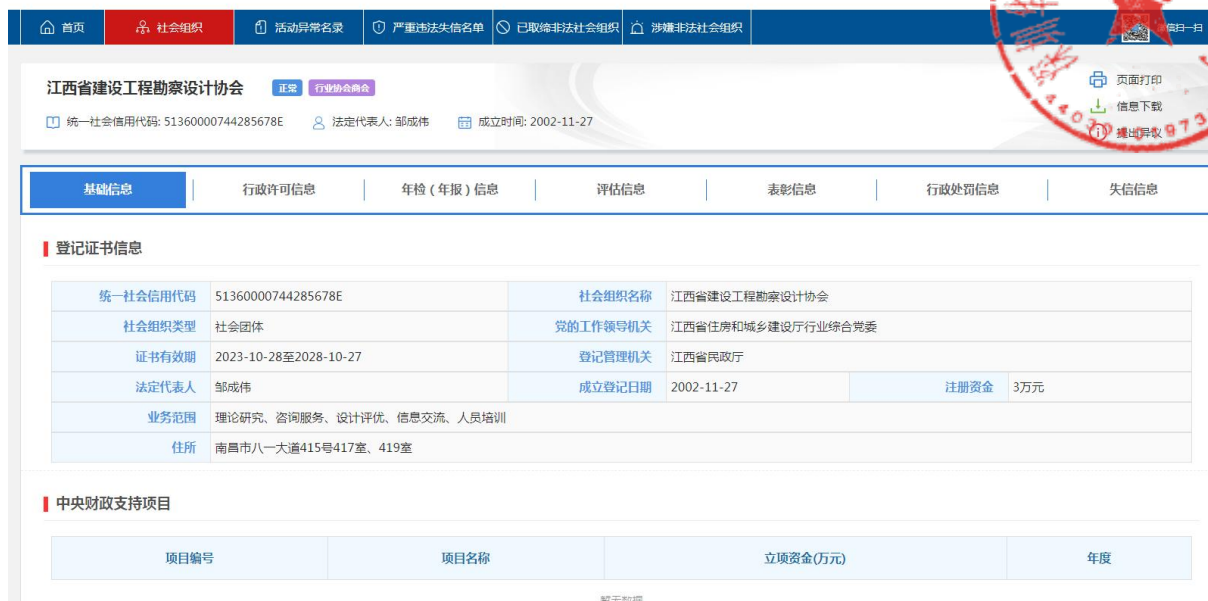 首页 社会组织 活动异常名录 严重违法失信名单 已取缔非法社会组织 涉嫌非法社会组织 信扫一扫
江西省建设工程勘察设计协会 正常 行业协会商会
统一社会信用代码: 51360000744285678E 法定代表人: 邹成伟 成立时间: 2002-11-27
页面打印
信息下载
提出异议
基础信息 行政许可信息 年检（年报）信息 评估信息 表彰信息 行政处罚信息 失信信息
登记证书信息
统一社会信用代码 51360000744285678E 社会组织名称 江西省建设工程勘察设计协会
社会组织类型 社会团体 党的工作领导机关 江西省住房和城乡建设厅行业综合党委
证书有效期 2023-10-28至2028-10-27 登记管理机关 江西省民政厅
法定代表人 邹成伟 成立登记日期 2002-11-27 注册资金 3万元
业务范围 理论研究、咨询服务、设计评优、信息交流、人员培训
住所 南昌市八一大道415号417室、419室
中央财政支持项目
项目编号 项目名称 立项资金(万元) 年度
暂无数据